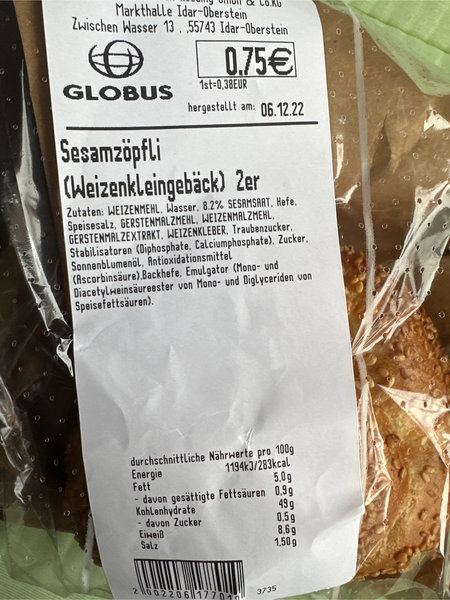 Markthalle Idar-Oberstein
Zwischen Wasser 13 , ,55743 Idar-Oberstein
GLOBUS
0,75€
1st=0,38EUR
hergestellt am: 06.12.22
Sesamzöpfli
(Weizenkleingebäck) 2er
Zutaten: WEIZENMEHL, Wasser, 8.2% SESAMSAAT, Hefe,
Speisesalz, GERSTENMALZMEHL, WEIZENMALZMEHL,
GERSTENMALZEXTRAKT, WEIZENKLEBER, Traubenzucker,
Stabilisatoren (Diphosphate, Calciumphosphate), Zucker,
Sonnenblumenöl, Antioxidationsmittel
(Ascorbinsäure),Backhefe, Emulgator (Mono- und
Diacetylweinsäureester von Mono- und Diglyceriden von
Speisefettsäuren).
durchschnittliche Nährwerte pro 100g
Energie 1194kJ/283kcal
Fett 5,0g
- davon gesättigte Fettsäuren 0,9g
Kohlenhydrate 49g
- davon Zucker 0,5g
Eiweiß 8,6g
Salz 1,50g
3735